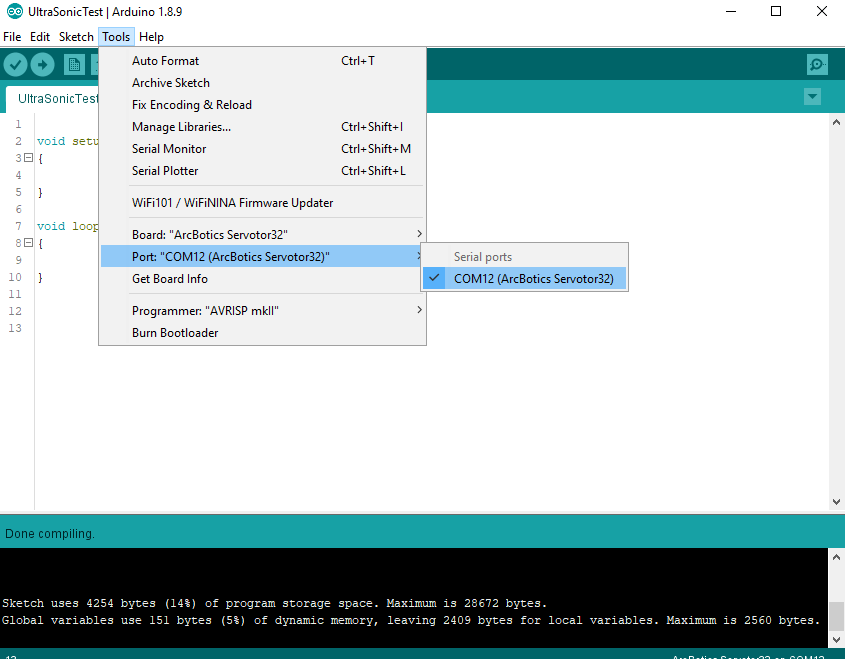 UltraSonicTest | Arduino 1.8.9
File Edit Sketch Tools Help
Auto Format Ctrl+T
Archive Sketch
Fix Encoding & Reload
Manage Libraries... Ctrl+Shift+I
Serial Monitor Ctrl+Shift+M
Serial Plotter Ctrl+Shift+L
WiFi101 / WiFiNINA Firmware Updater
Board: "ArcBotics Servotor32"
Port: "COM12 (ArcBotics Servotor32)"
Get Board Info
Programmer: "AVRISP mkII"
Burn Bootloader
Serial ports
COM12 (ArcBotics Servotor32)
UltraSonicTest
1
2 void setu
3 {
4
5 }
6
7 void loop
8 {
9
10 }
11
12
13
Done compiling.
Sketch uses 4254 bytes (14%) of program storage space. Maximum is 28672 bytes.
Global variables use 151 bytes (5%) of dynamic memory, leaving 2409 bytes for local variables. Maximum is 2560 bytes.
12 ArcBotics Servotor32 on COM12